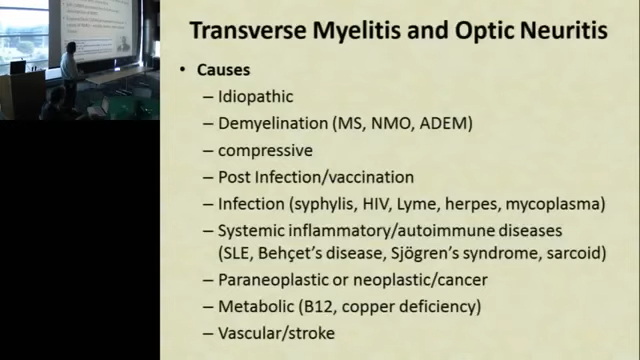 Transverse Myelitis and Optic Neuritis
• Causes
– Idiopathic
– Demyelination (MS, NMO, ADEM)
– compressive
– Post Infection/vaccination
– Infection (syphilis, HIV, Lyme, herpes, mycoplasma)
– Systemic inflammatory/autoimmune diseases
(SLE, Behçet's disease, Sjögren's syndrome, sarcoid)
– Paraneoplastic or neoplastic/cancer
– Metabolic (B12, copper deficiency)
– Vascular/stroke